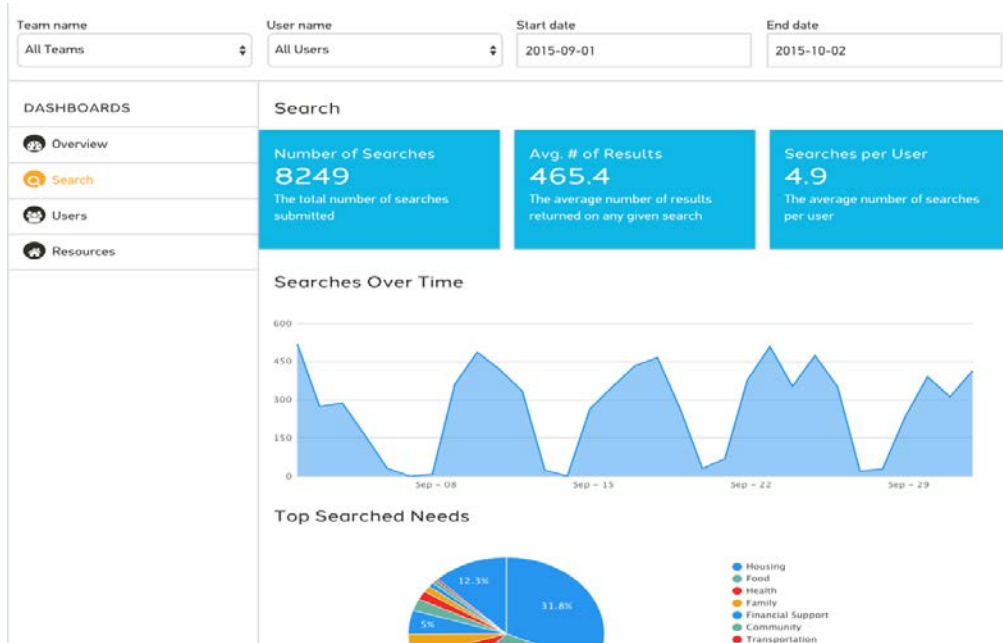 Team name
User name
Start date
End date
All Teams
All Users
2015-09-01
2015-10-02
DASHBOARDS
Overview
Search
Users
Resources
Search
Number of Searches
8249
The total number of searches
submitted
Avg. # of Results
465.4
The average number of results
returned on any given search
Searches per User
4.9
The average number of searches
per user
Searches Over Time
600
450
300
150
0
Sep - 08
Sep - 15
Sep - 22
Sep - 29
Top Searched Needs
12.3%
31.8%
5%
Housing
Food
Health
Family
Financial Support
Community
Transportation